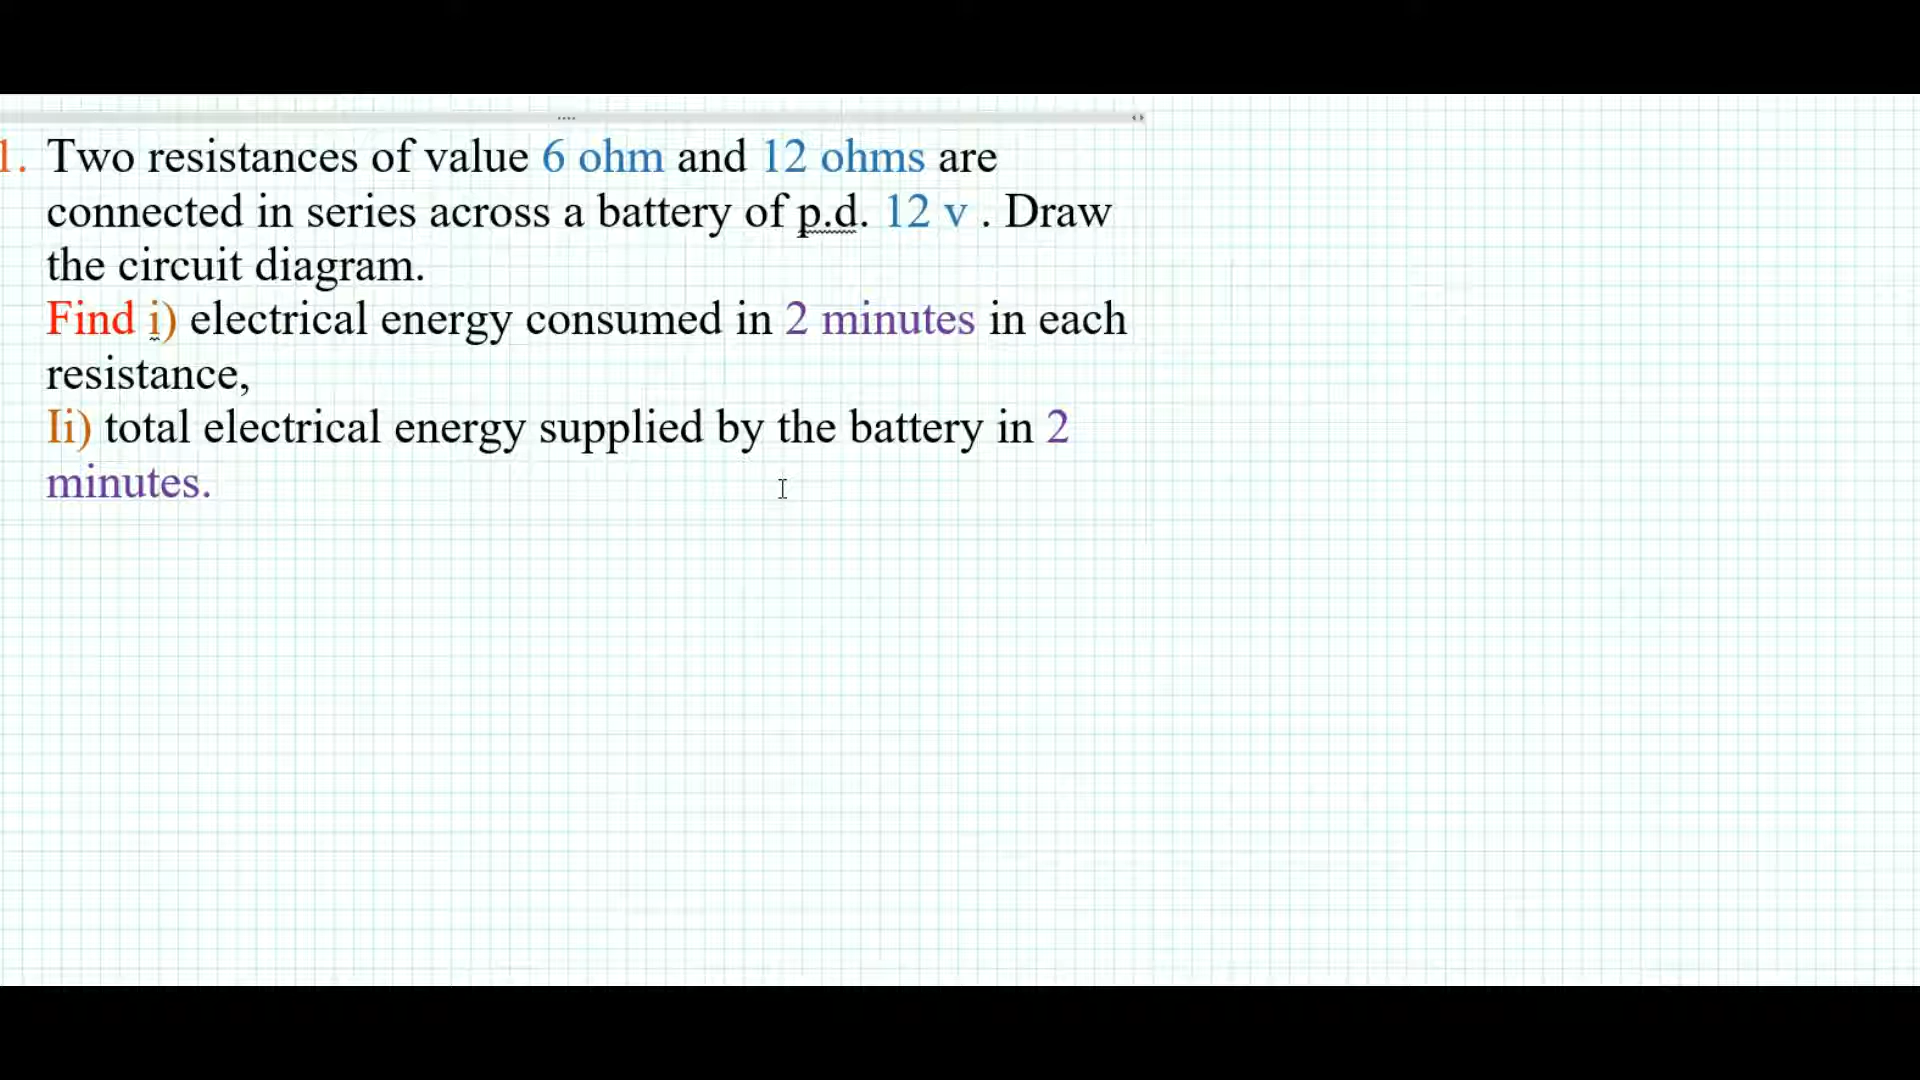 1. Two resistances of value 6 ohm and 12 ohms are
connected in series across a battery of p.d. 12 v . Draw
the circuit diagram.
Find i) electrical energy consumed in 2 minutes in each
resistance,
Ii) total electrical energy supplied by the battery in 2
minutes.